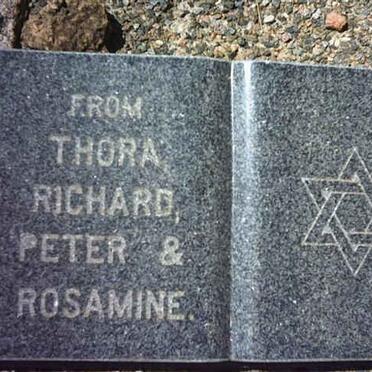 FROM
THORA,
RICHARD,
PETER &
ROSAMINE.